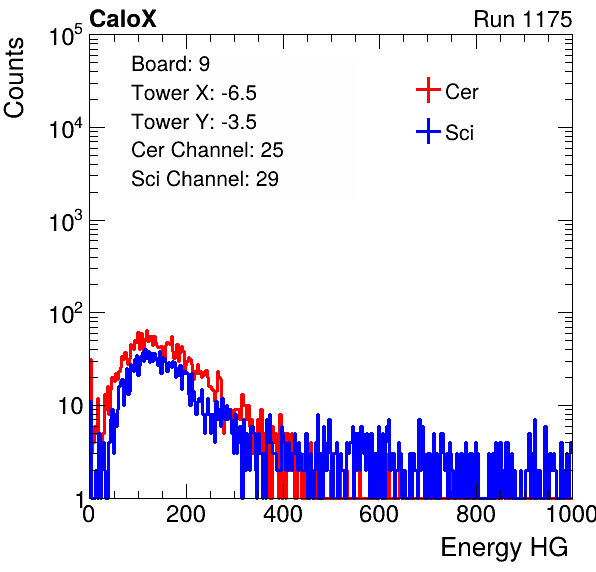 CaloX Run 1175
Counts
10^5
10^4
10^3
10^2
10
1
Board: 9
Tower X: -6.5
Tower Y: -3.5
Cer Channel: 25
Sci Channel: 29
Cer
Sci
0 200 400 600 800 1000
Energy HG